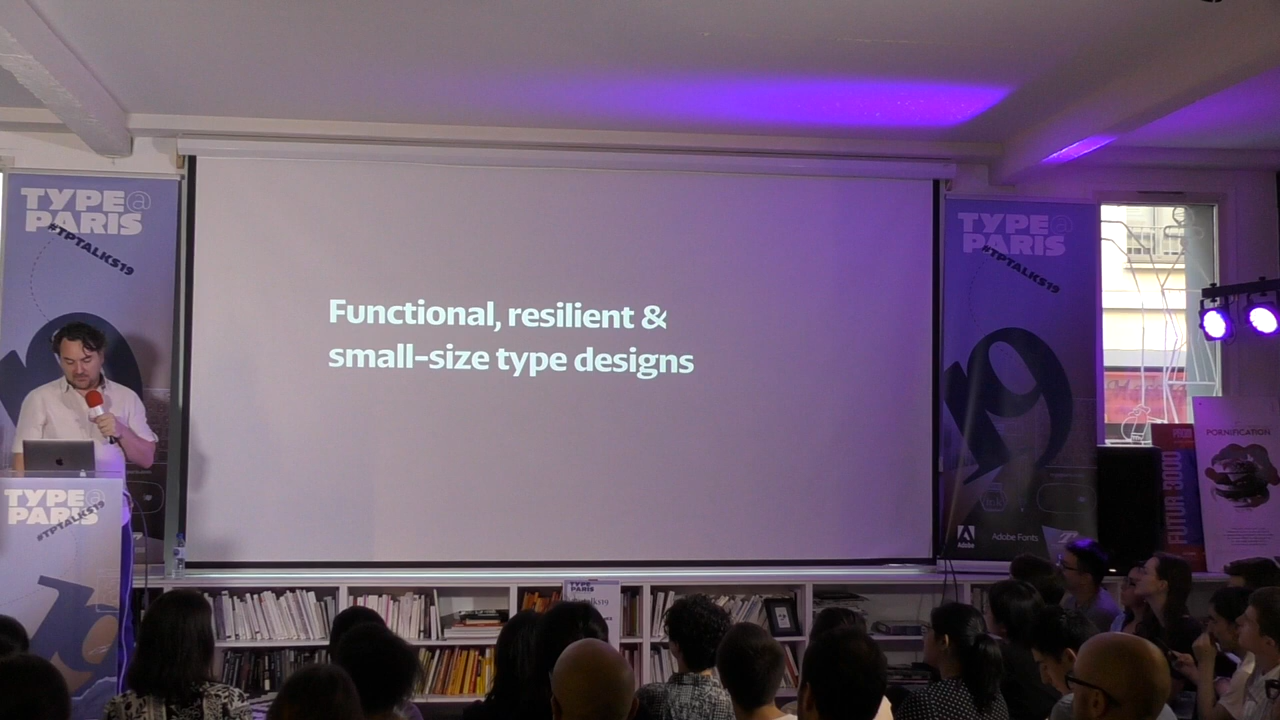 TYPE@
PARIS
#TPTALKS19
Functional, resilient &
small-size type designs
TYPE@
PARIS
#TPTALKS19
Adobe
Adobe Fonts
TYPE@
PARIS
#TPTALKS19
FUTUR 3000
PORNIFICATION